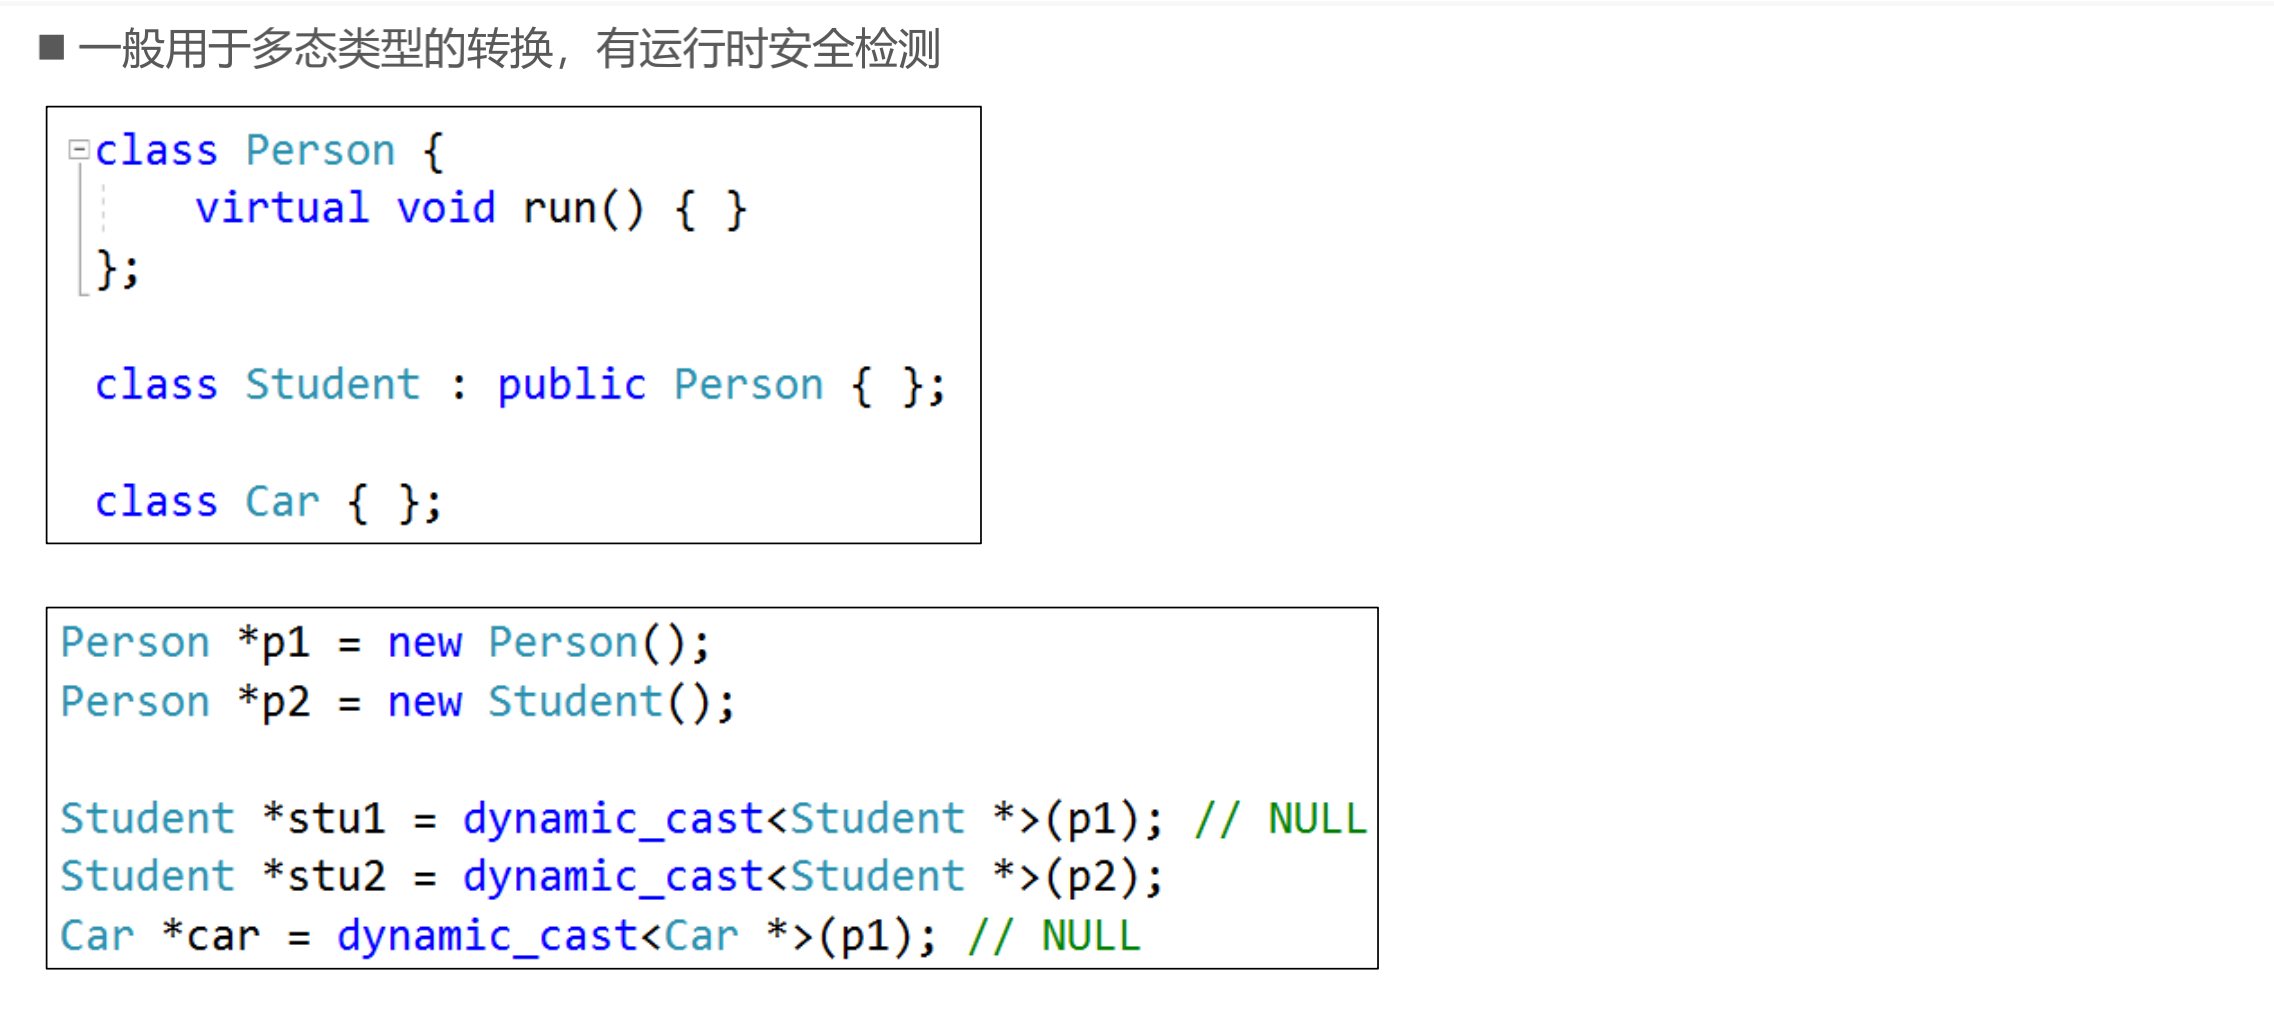 ■ 一般用于多态类型的转换，有运行时安全检测
class Person {
    virtual void run() { }
};
class Student : public Person { };
class Car { };
Person *p1 = new Person();
Person *p2 = new Student();
Student *stu1 = dynamic_cast<Student *>(p1); // NULL
Student *stu2 = dynamic_cast<Student *>(p2);
Car *car = dynamic_cast<Car *>(p1); // NULL